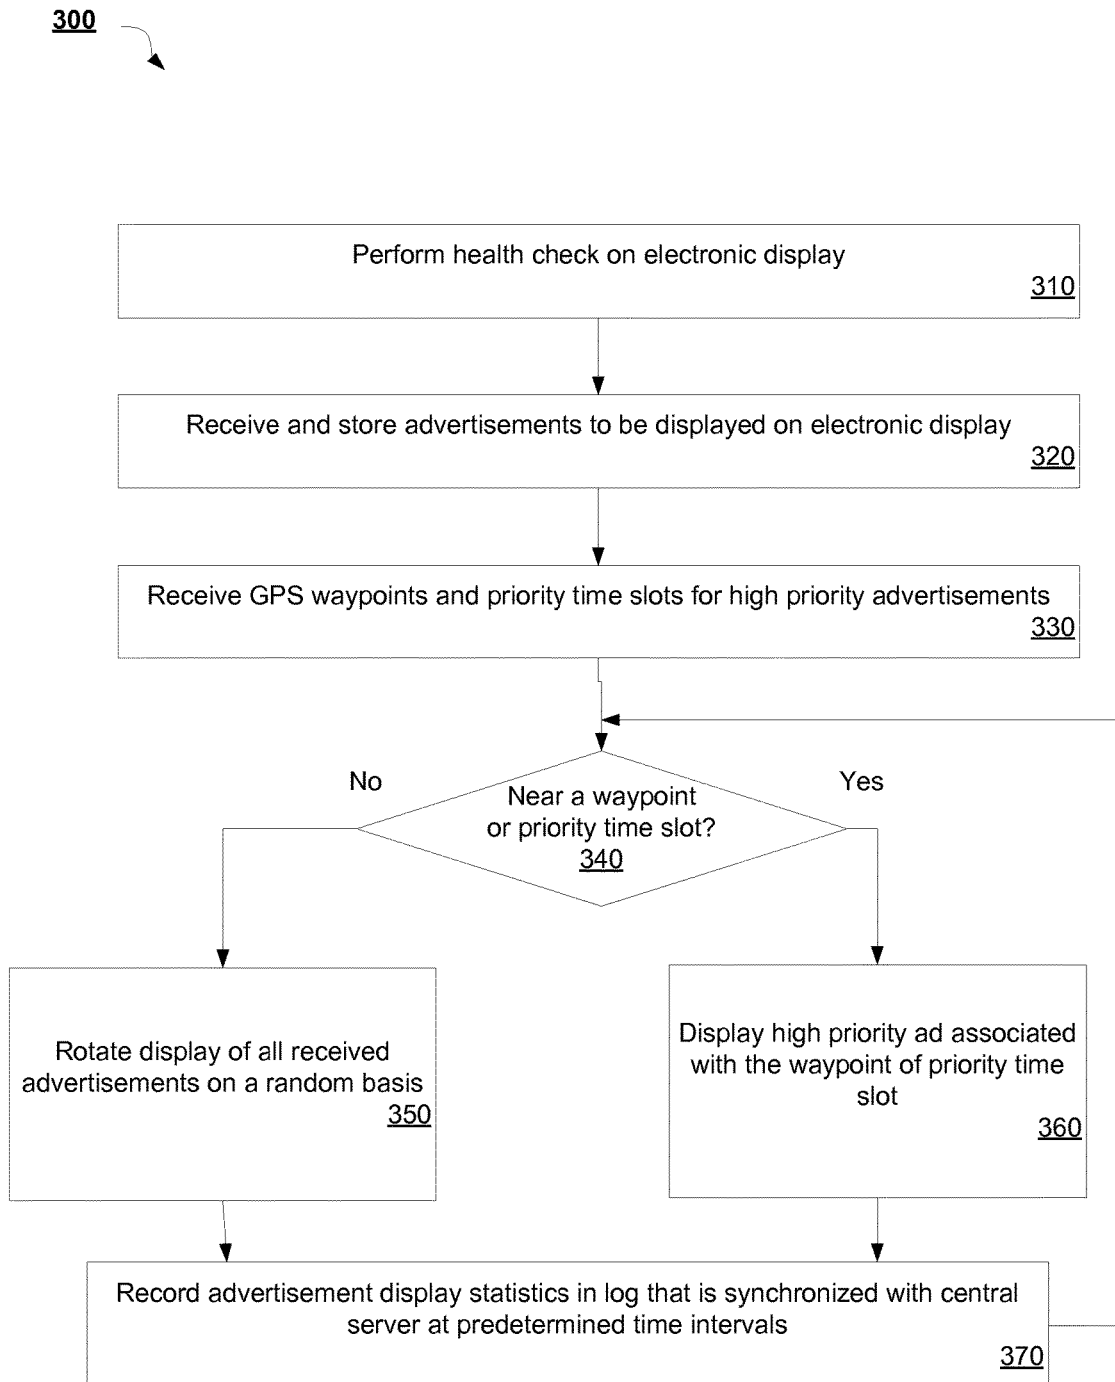 300
Perform health check on electronic display
310
Receive and store advertisements to be displayed on electronic display
320
Receive GPS waypoints and priority time slots for high priority advertisements
330
No
Yes
Near a waypoint
or priority time slot?
340
Rotate display of all received
advertisements on a random basis
350
Display high priority ad associated
with the waypoint of priority time
slot
360
Record advertisement display statistics in log that is synchronized with central
server at predetermined time intervals
370